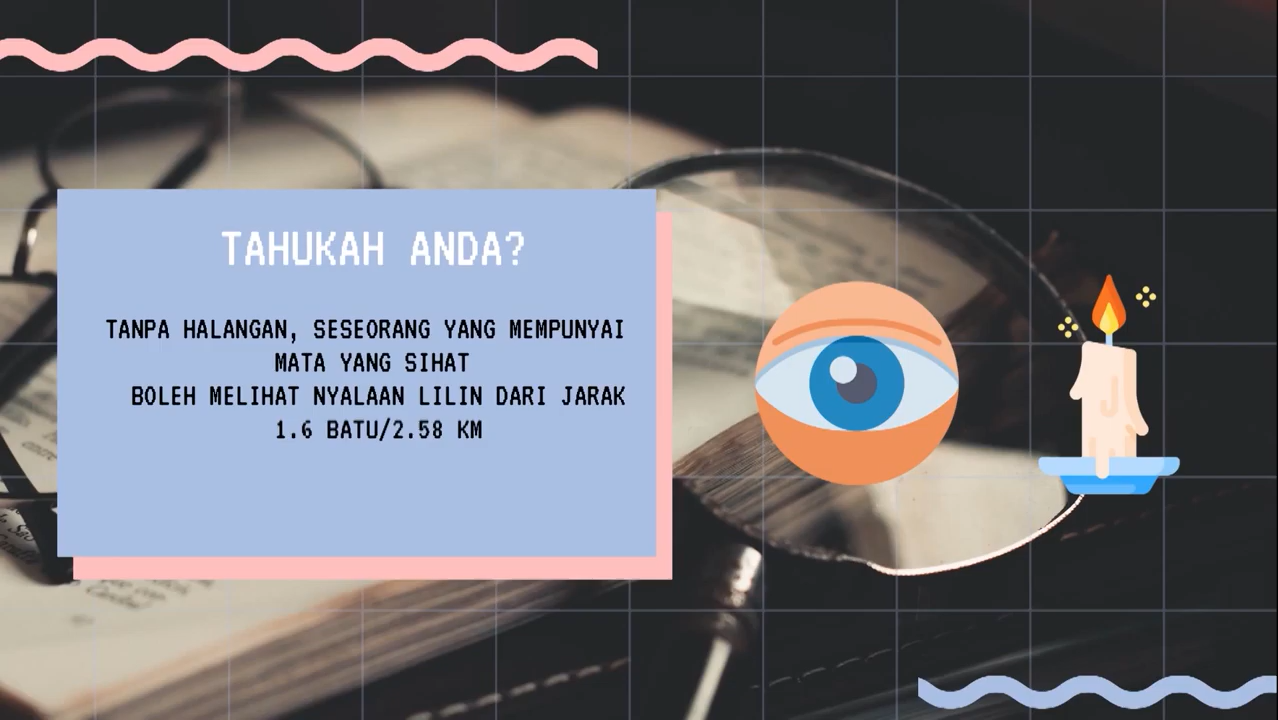 TAHUKAH ANDA?
TANPA HALANGAN, SESEORANG YANG MEMPUNYAI
MATA YANG SIHAT
BOLEH MELIHAT NYALAAN LILIN DARI JARAK
1.6 BATU/2.58 KM